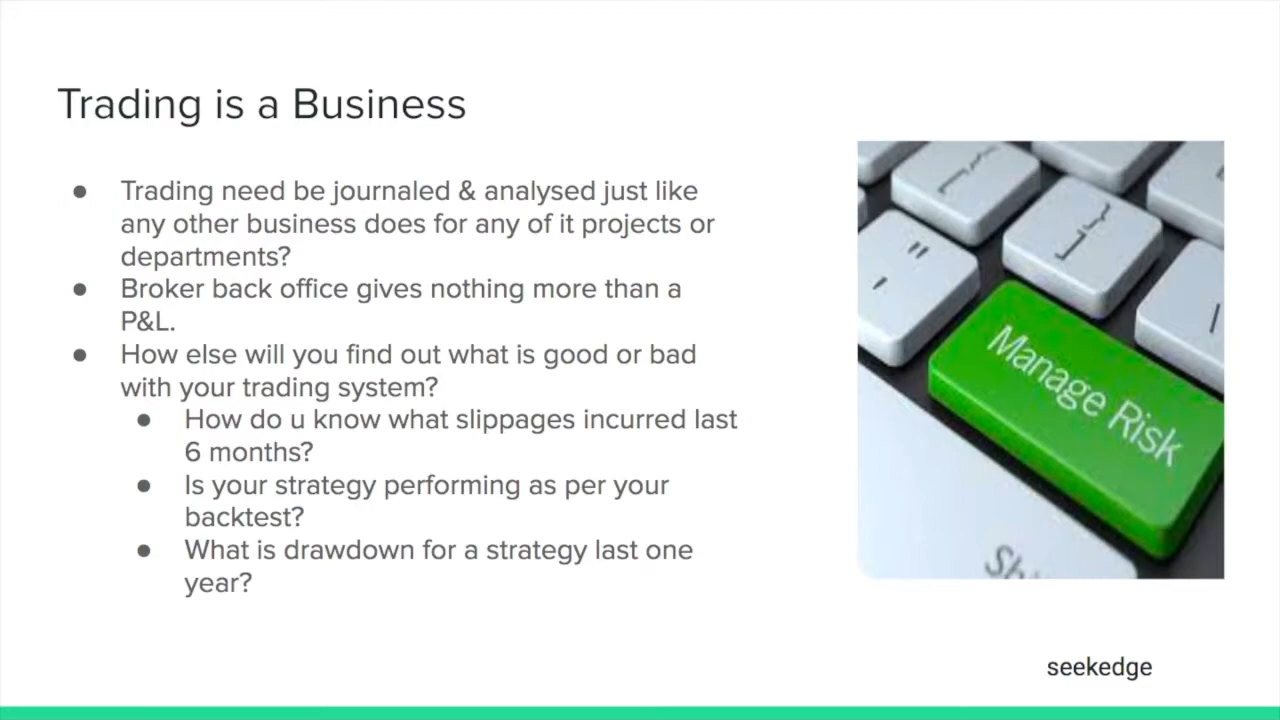 Trading is a Business
● Trading need be journaled & analysed just like
any other business does for any of it projects or
departments?
● Broker back office gives nothing more than a
P&L.
● How else will you find out what is good or bad
with your trading system?
● How do u know what slippages incurred last
6 months?
● Is your strategy performing as per your
backtest?
● What is drawdown for a strategy last one
year?
Manage Risk
seekedge